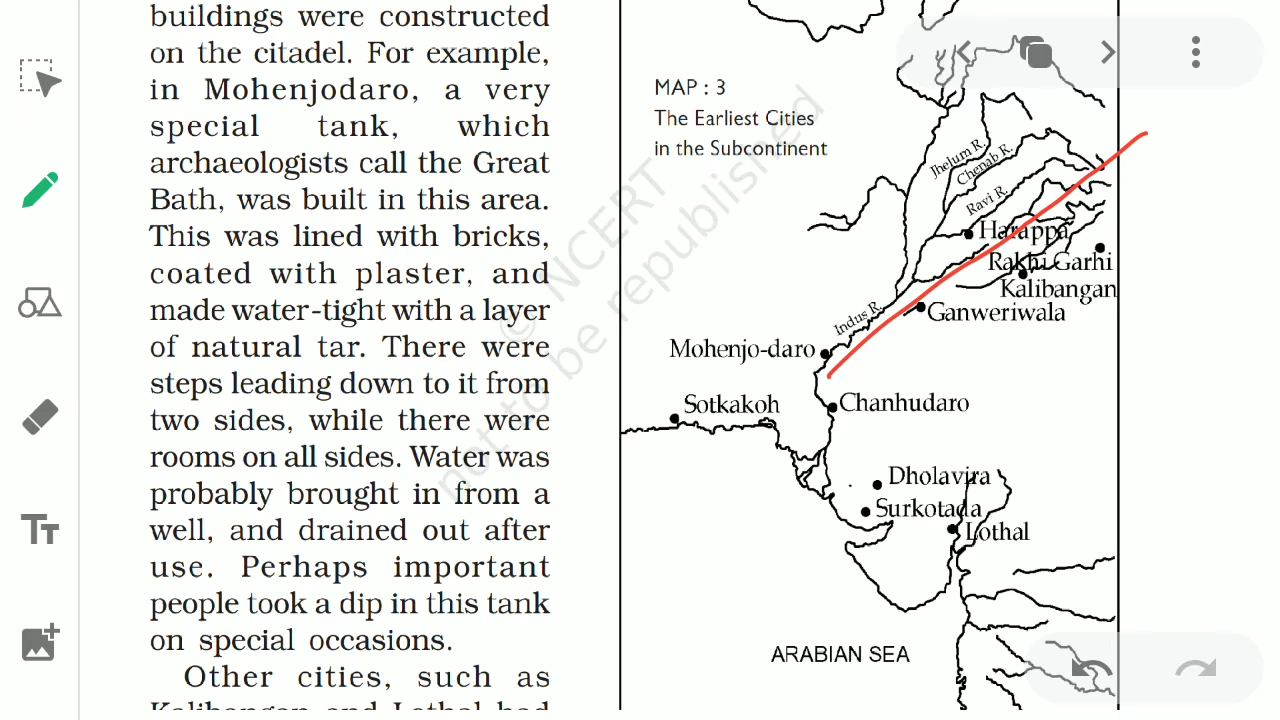 buildings were constructed
on the citadel. For example,
in Mohenjodaro, a very
special tank, which
archaeologists call the Great
Bath, was built in this area.
This was lined with bricks,
coated with plaster, and
made water-tight with a layer
of natural tar. There were
steps leading down to it from
two sides, while there were
rooms on all sides. Water was
probably brought in from a
well, and drained out after
use. Perhaps important
people took a dip in this tank
on special occasions.
Other cities, such as
Kalibangan and Lothal had
MAP : 3
The Earliest Cities
in the Subcontinent
Jhelum R.
Chenab R.
Ravi R.
Harappa
Rakhi Garhi
Kalibangan
Ganweriwala
Indus R.
Mohenjo-daro
Sotkakoh
Chanhudaro
Dholavira
Surkotada
Lothal
ARABIAN SEA
© NCERT
not to be republished
Tт